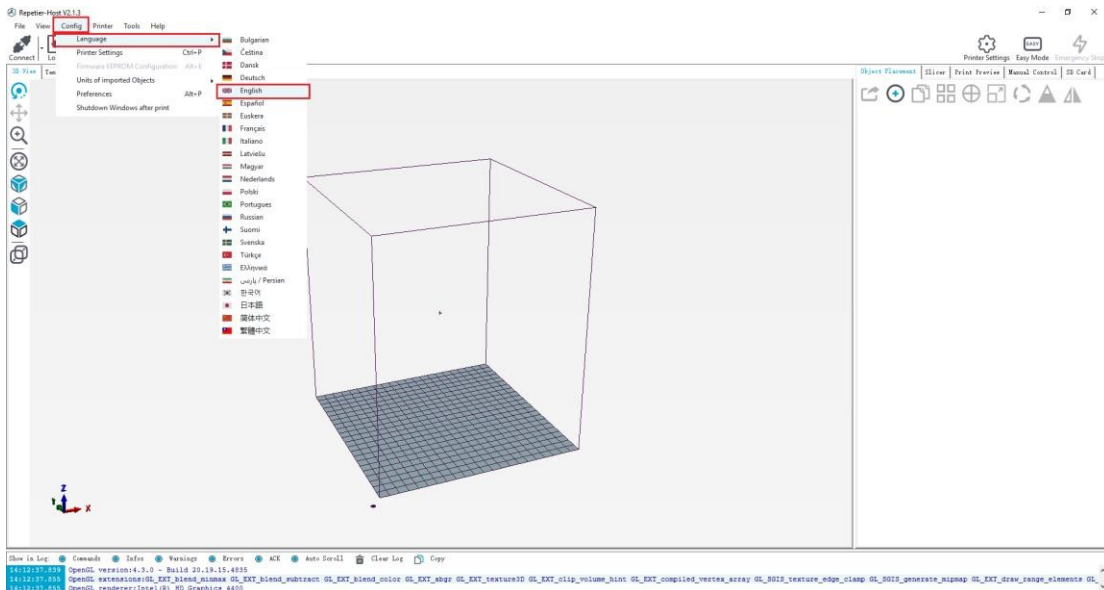 Repetier-Host V2.1.3
File View Config Printer Tools Help
Connect
Printer Settings Easy Mode Emergency Stop
Language
Printer Settings Ctrl+P
Firmware EEPROM Configuration Alt+E
Units of imported Objects
Preferences Alt+P
Shutdown Windows after print
Bulgarian
Čeština
Dansk
Deutsch
English
Español
Euskera
Français
Italiano
Latviešu
Magyar
Nederlands
Polski
Portugues
Russian
Suomi
Svenska
Türkçe
Ελληνικά
پارسی / Persian
한국어
日本語
简体中文
繁體中文
Object Placement Slicer Print Preview Manual Control SD Card
EASY
Z
Y
X
Show in Log: Commands Infos Warnings Errors ACK Auto Scroll Clear Log Copy
14:12:37.859 OpenGL version:4.3.0 - Build 20.19.15.4835
14:12:37.855 OpenGL extensions:GL_EXT_blend_minmax GL_EXT_blend_subtract GL_EXT_blend_color GL_EXT_abgr GL_EXT_texture3D GL_EXT_clip_volume_hint GL_EXT_compiled_vertex_array GL_SGIS_texture_edge_clamp GL_SGIS_generate_mipmap GL_EXT_draw_range_elements GL_
14:12:37.855 OpenGL renderer:Intel(R) HD Graphics 4400